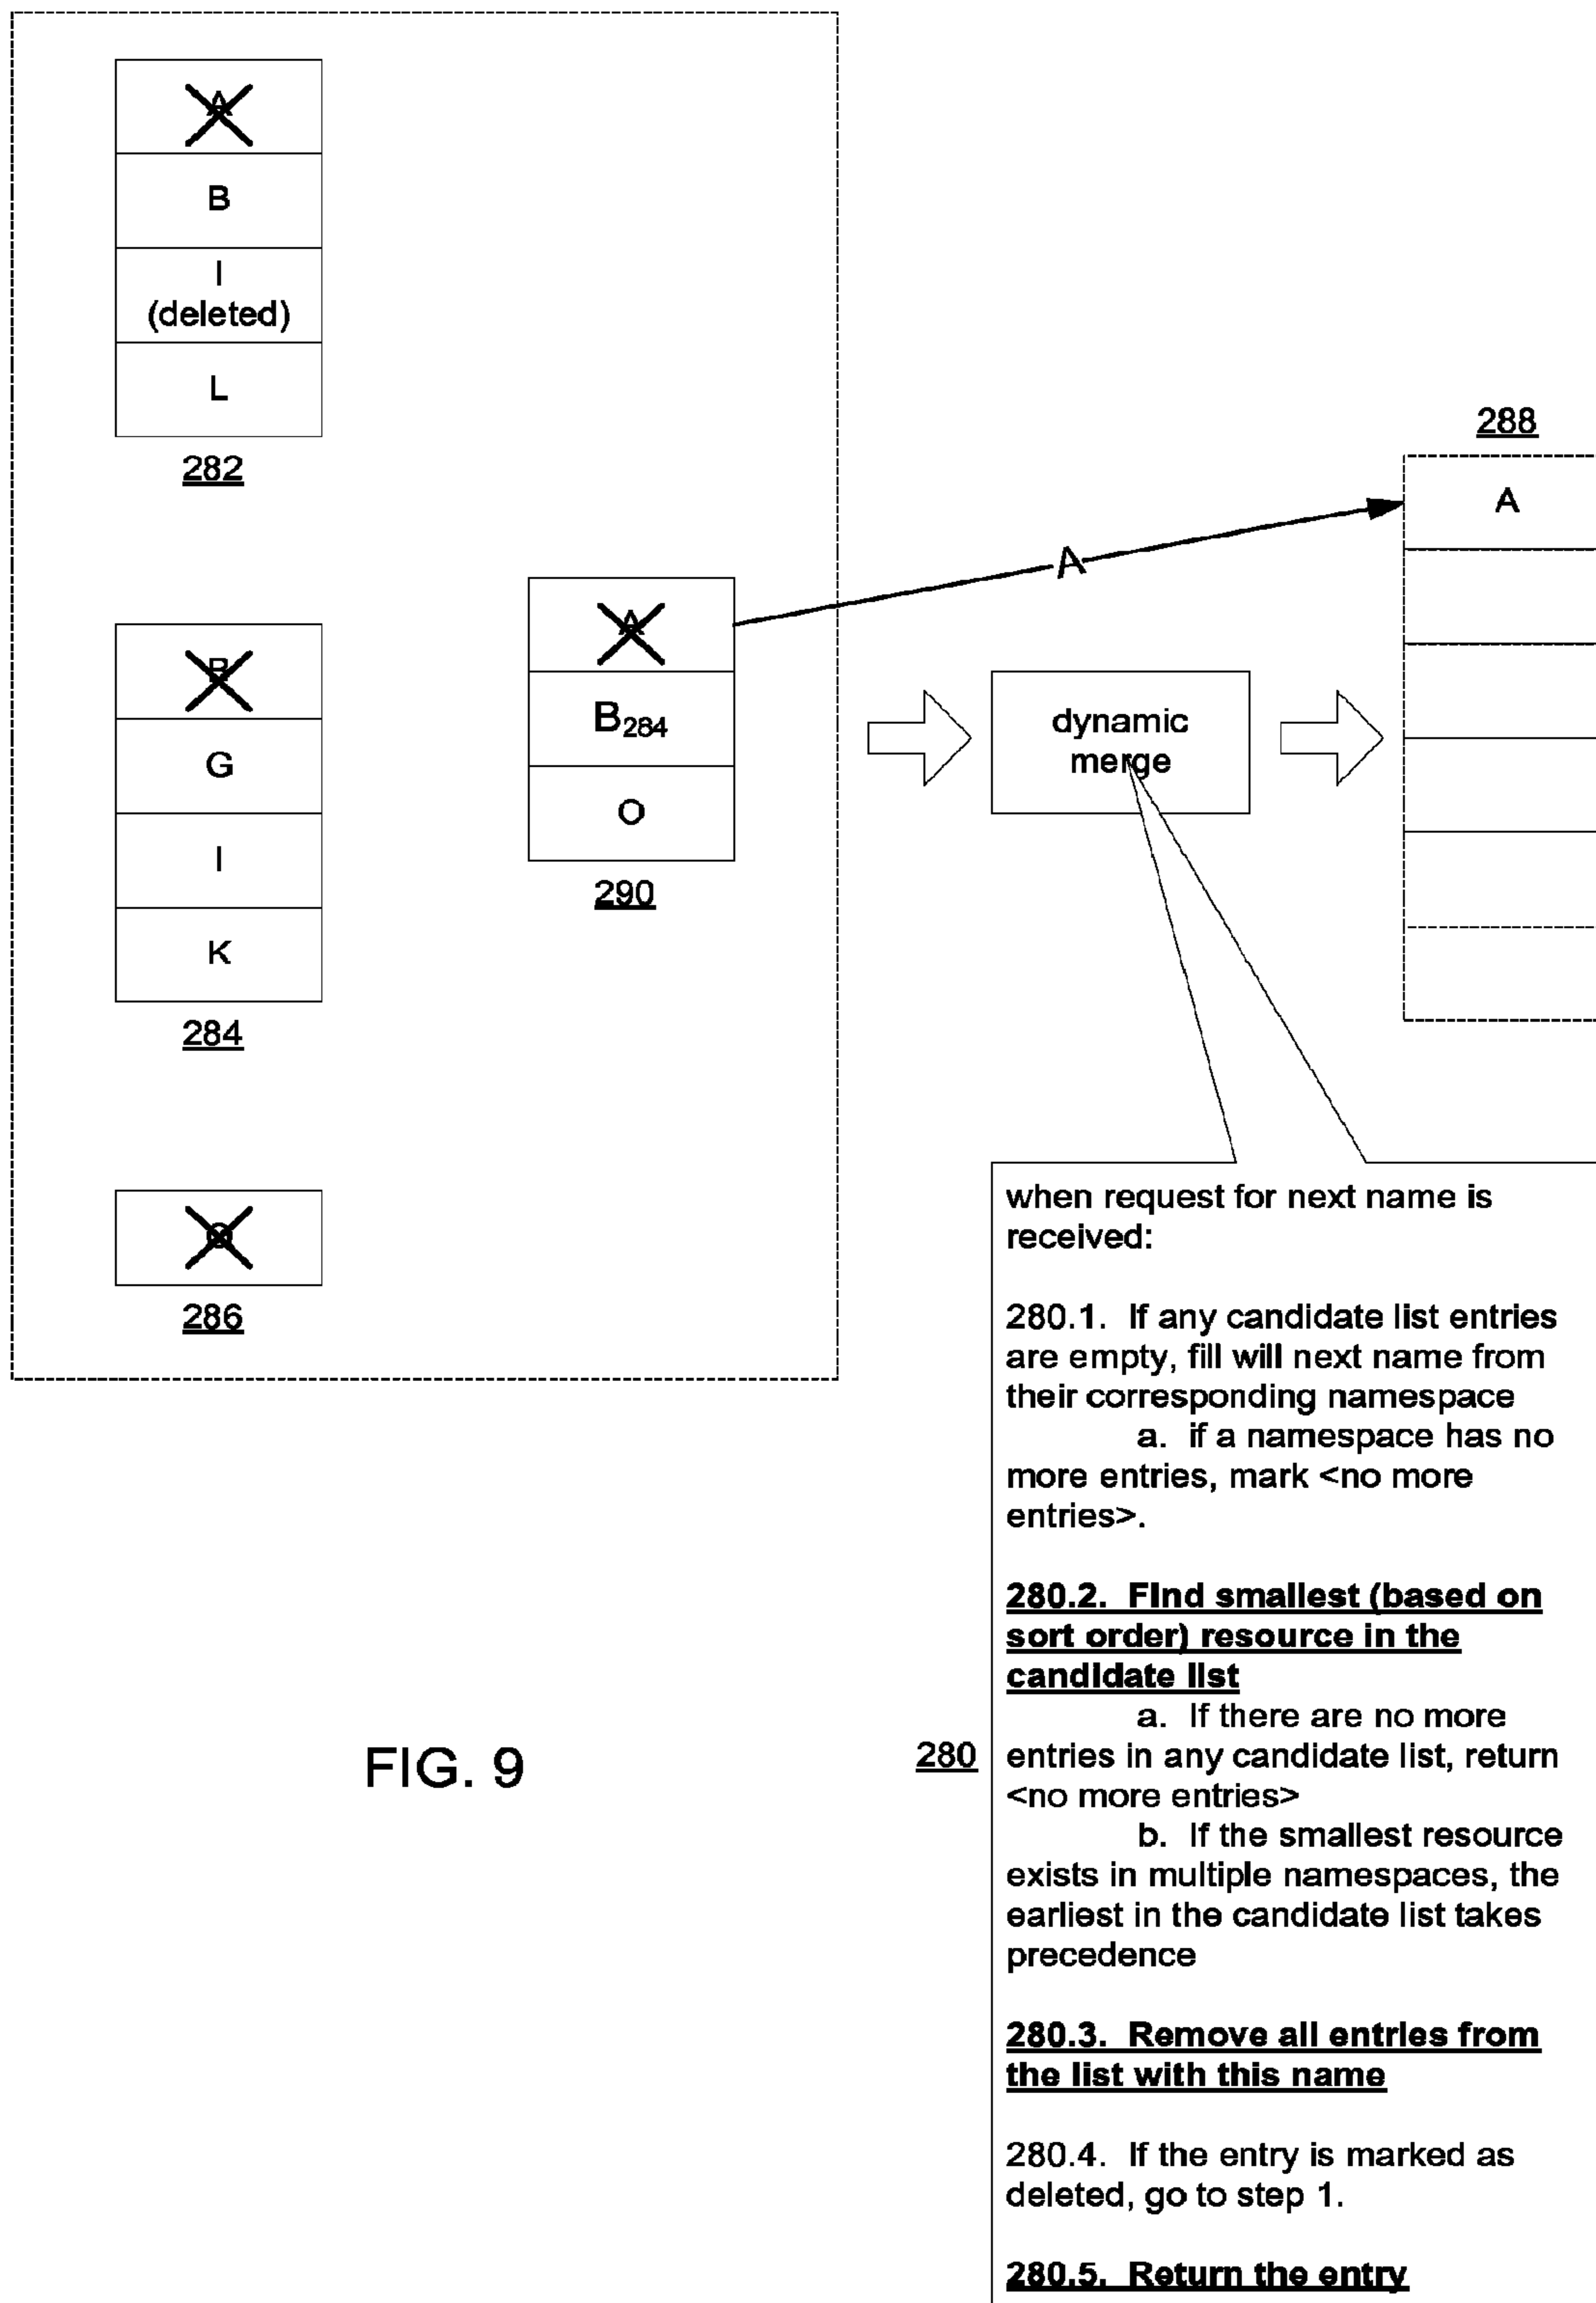 A
B
I
(deleted)
L
282
B
G
I
K
284
O
286
A
B284
O
290
A
dynamic
merge
288
A
when request for next name is
received:
280.1. If any candidate list entries
are empty, fill will next name from
their corresponding namespace
a. if a namespace has no
more entries, mark <no more
entries>.
280.2. Find smallest (based on
sort order) resource in the
candidate list
a. If there are no more
entries in any candidate list, return
<no more entries>
b. If the smallest resource
exists in multiple namespaces, the
earliest in the candidate list takes
precedence
280.3. Remove all entries from
the list with this name
280.4. If the entry is marked as
deleted, go to step 1.
280.5. Return the entry
280
FIG. 9